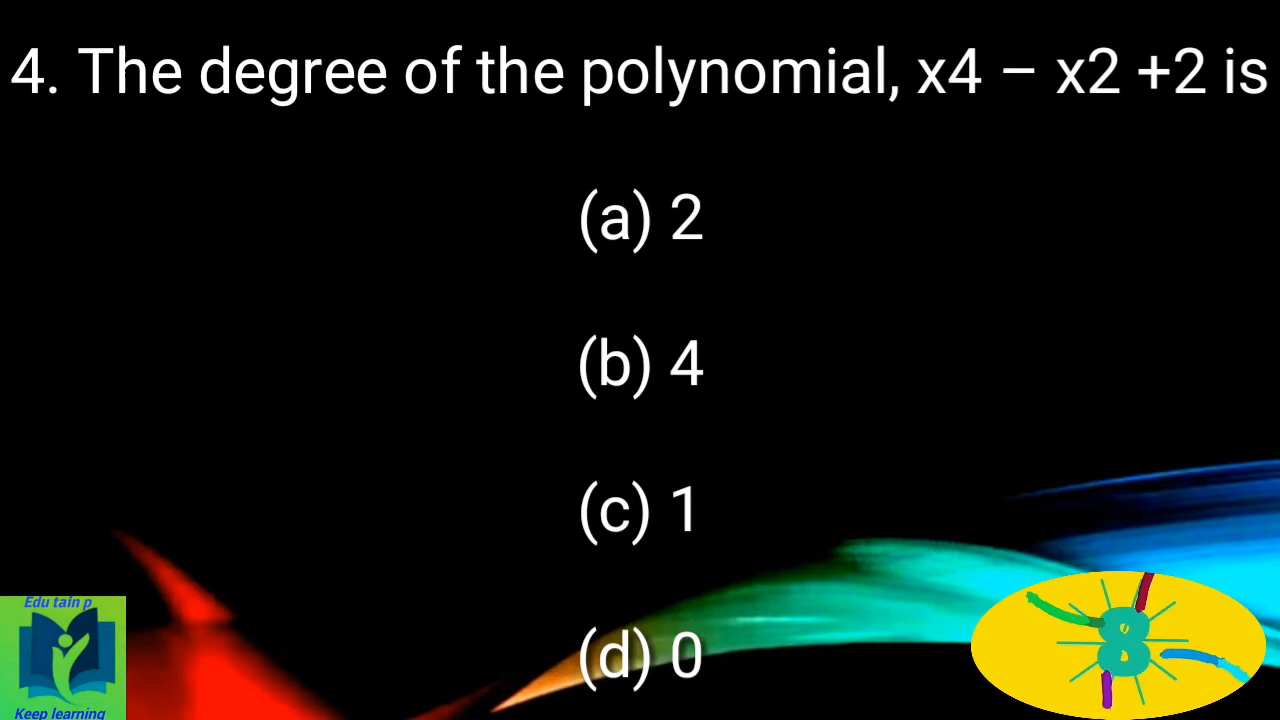 4. The degree of the polynomial, x4 – x2 +2 is
(a) 2
(b) 4
(c) 1
(d) 0
Edu tain p
Keep learning
8